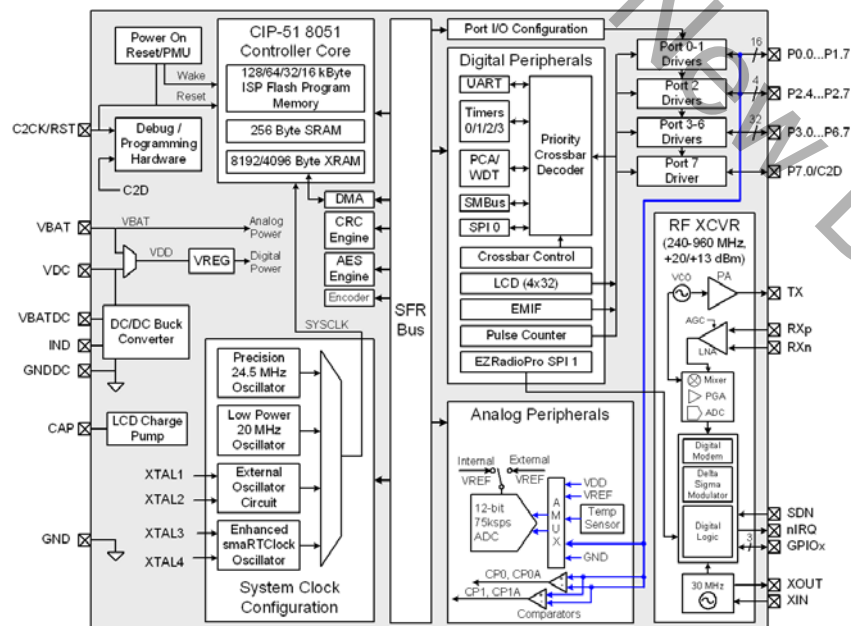 Power On
Reset/PMU
Wake
Reset
C2CK/RST
Debug /
Programming
Hardware
C2D
VBAT
VBAT
Analog
Power
VDC
VDD
VREG
Digital
Power
VBATDC
IND
GNDDC
DC/DC Buck
Converter
CAP
LCD Charge
Pump
XTAL1
XTAL2
XTAL3
XTAL4
GND
CIP-51 8051
Controller Core
128/64/32/16 kByte
ISP Flash Program
Memory
256 Byte SRAM
8192/4096 Byte XRAM
DMA
CRC
Engine
AES
Engine
Encoder
SYSCLK
Precision
24.5 MHz
Oscillator
Low Power
20 MHz
Oscillator
External
Oscillator
Circuit
Enhanced
smaRTClock
Oscillator
System Clock
Configuration
SFR
Bus
Port I/O Configuration
Digital Peripherals
UART
Timers
0/1/2/3
PCA/
WDT
SMBus
SPI 0
Priority
Crossbar
Decoder
Crossbar Control
LCD (4x32)
EMIF
Pulse Counter
EZRadioPro SPI 1
Analog Peripherals
Internal
VREF
External
VREF
12-bit
75ksps
ADC
A
M
U
X
VDD
VREF
Temp
Sensor
GND
CP0, CP0A
CP1, CP1A
+
-
+
-
Comparators
Port 0-1
Drivers
16
P0.0...P1.7
Port 2
Drivers
4
P2.4...P2.7
Port 3-6
Drivers
32
P3.0...P6.7
Port 7
Driver
P7.0/C2D
RF XCVR
(240-960 MHz,
+20/+13 dBm)
VCO
PA
TX
AGC
LNA
RXp
RXn
Mixer
PGA
ADC
Digital
Modem
Delta
Sigma
Modulator
Digital
Logic
SDN
nIRQ
3
GPIOx
30 MHz
XOUT
XIN
New